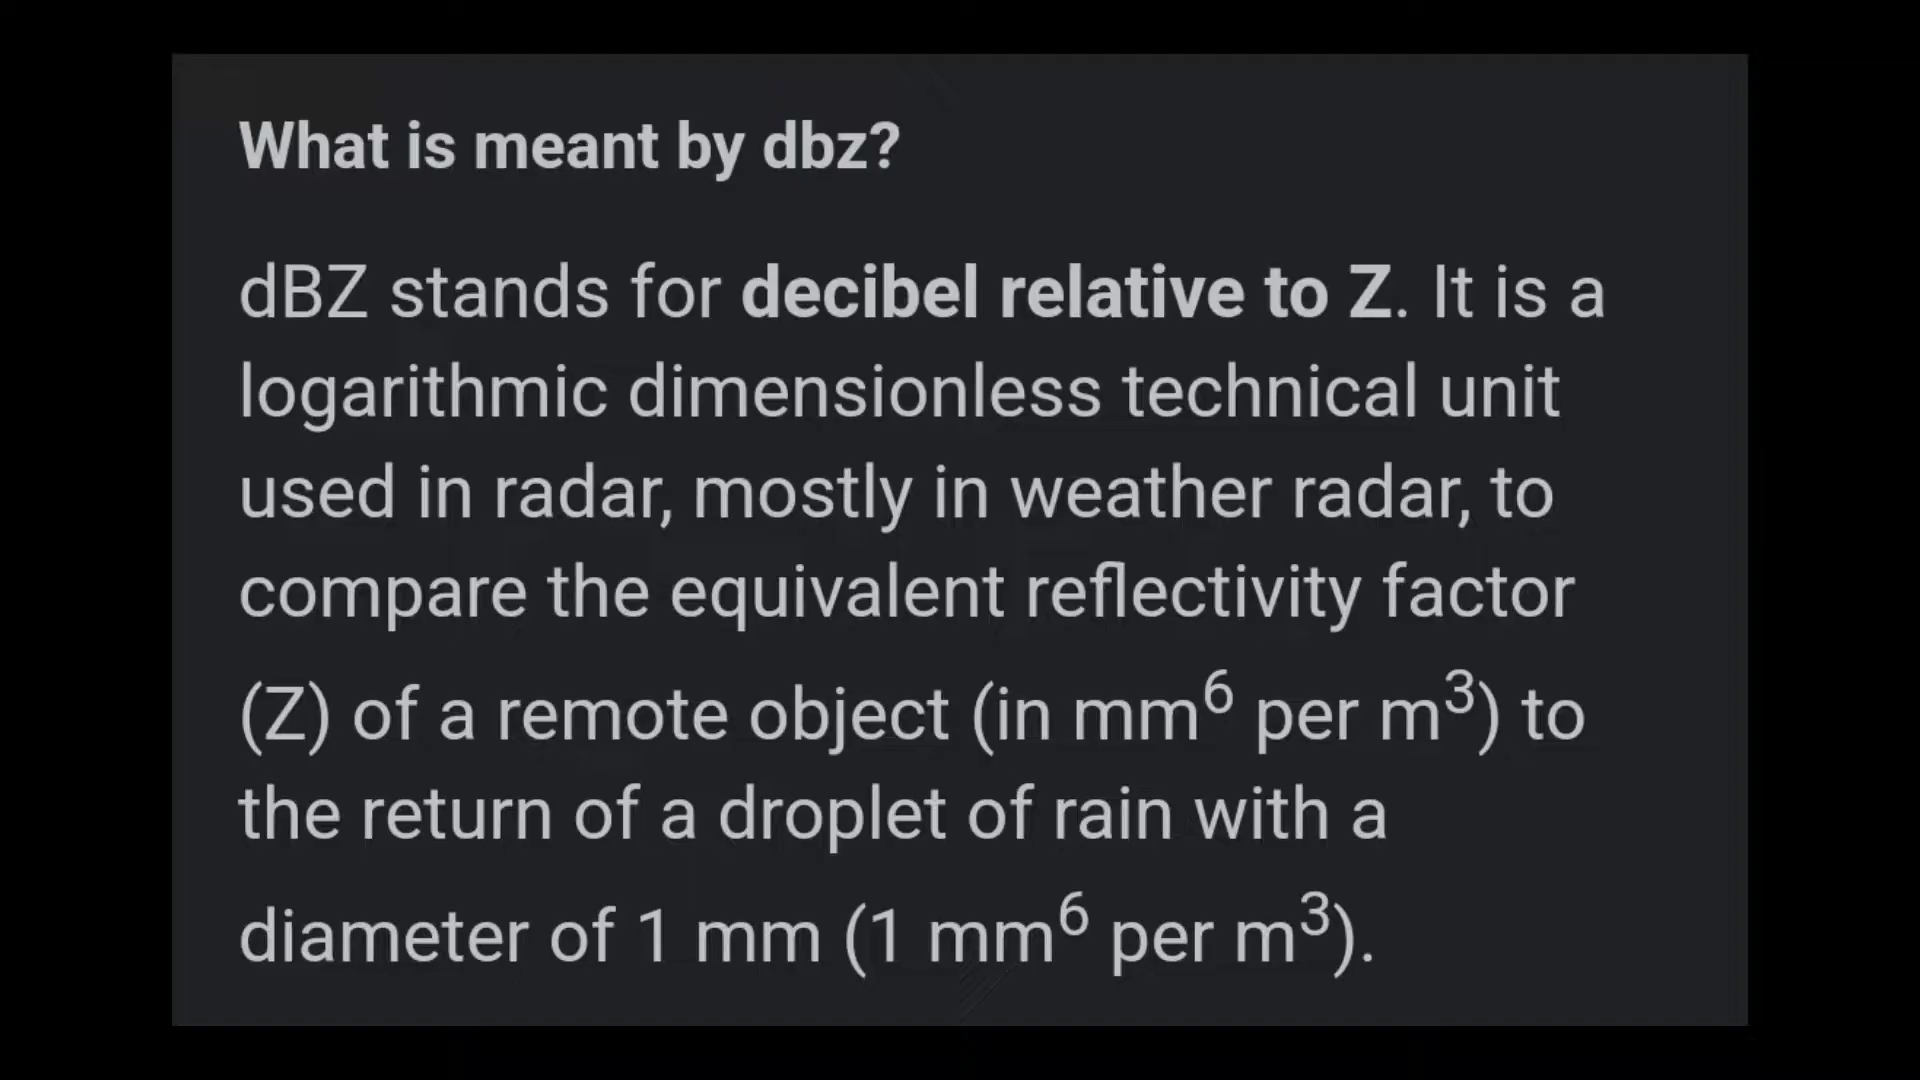 What is meant by dbz?
dBZ stands for decibel relative to Z. It is a
logarithmic dimensionless technical unit
used in radar, mostly in weather radar, to
compare the equivalent reflectivity factor
(Z) of a remote object (in mm⁶ per m³) to
the return of a droplet of rain with a
diameter of 1 mm (1 mm⁶ per m³).